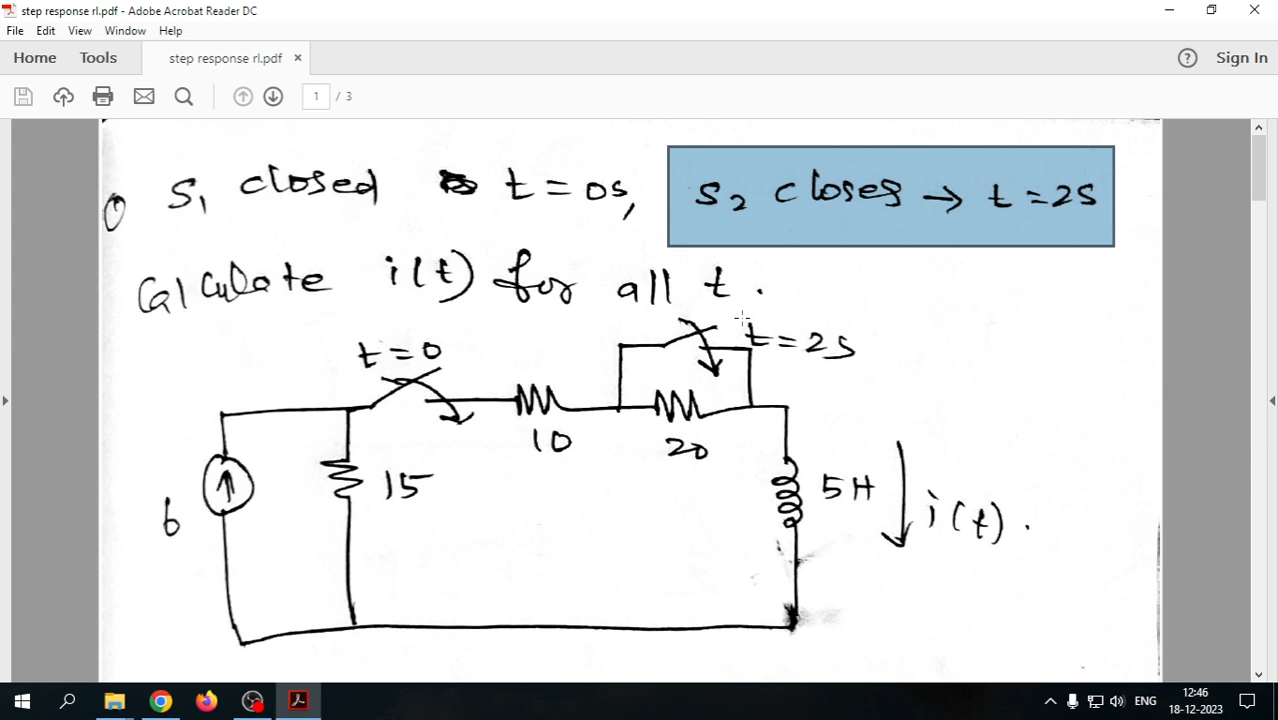 step response rl.pdf - Adobe Acrobat Reader DC
File Edit View Window Help
Home Tools step response rl.pdf × Sign In
1 / 3
S1 closed t = 0s, S2 closes → t = 2s
Calculate i(t) for all t.
t = 0
t = 2s
10
20
15
6
5H
i(t).
ENG
12:46
18-12-2023